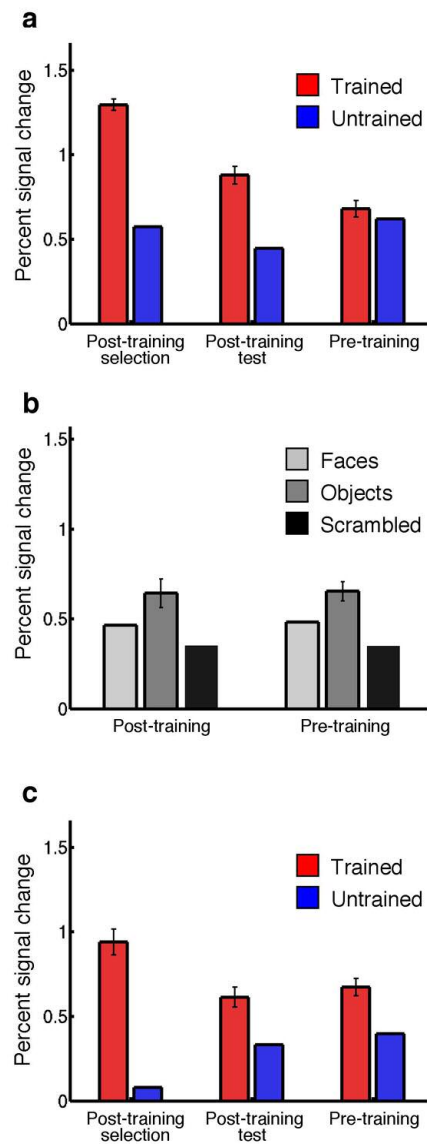 a
1.5
1
0.5
0
Percent signal change
Trained
Untrained
Post-training
selection
Post-training
test
Pre-training
b
1.5
1
0.5
0
Percent signal change
Faces
Objects
Scrambled
Post-training
Pre-training
c
1.5
1
0.5
0
Percent signal change
Trained
Untrained
Post-training
selection
Post-training
test
Pre-training